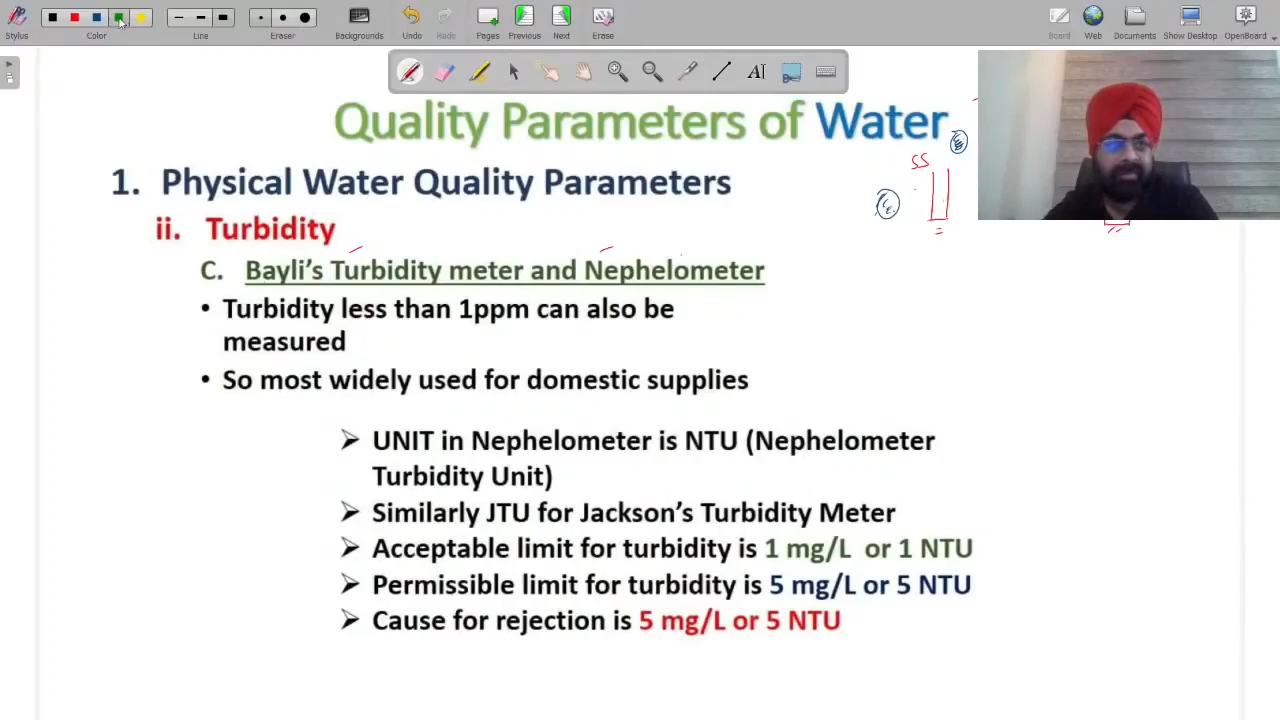 Stylus
Color
Line
Eraser
Backgrounds
Undo
Redo
Pages
Previous
Next
Erase
Board
Web
Documents
Show Desktop
OpenBoard
Quality Parameters of Water
SS
1. Physical Water Quality Parameters
ii. Turbidity
C. Bayli's Turbidity meter and Nephelometer
• Turbidity less than 1ppm can also be
measured
• So most widely used for domestic supplies
➢ UNIT in Nephelometer is NTU (Nephelometer
Turbidity Unit)
➢ Similarly JTU for Jackson's Turbidity Meter
➢ Acceptable limit for turbidity is 1 mg/L or 1 NTU
➢ Permissible limit for turbidity is 5 mg/L or 5 NTU
➢ Cause for rejection is 5 mg/L or 5 NTU